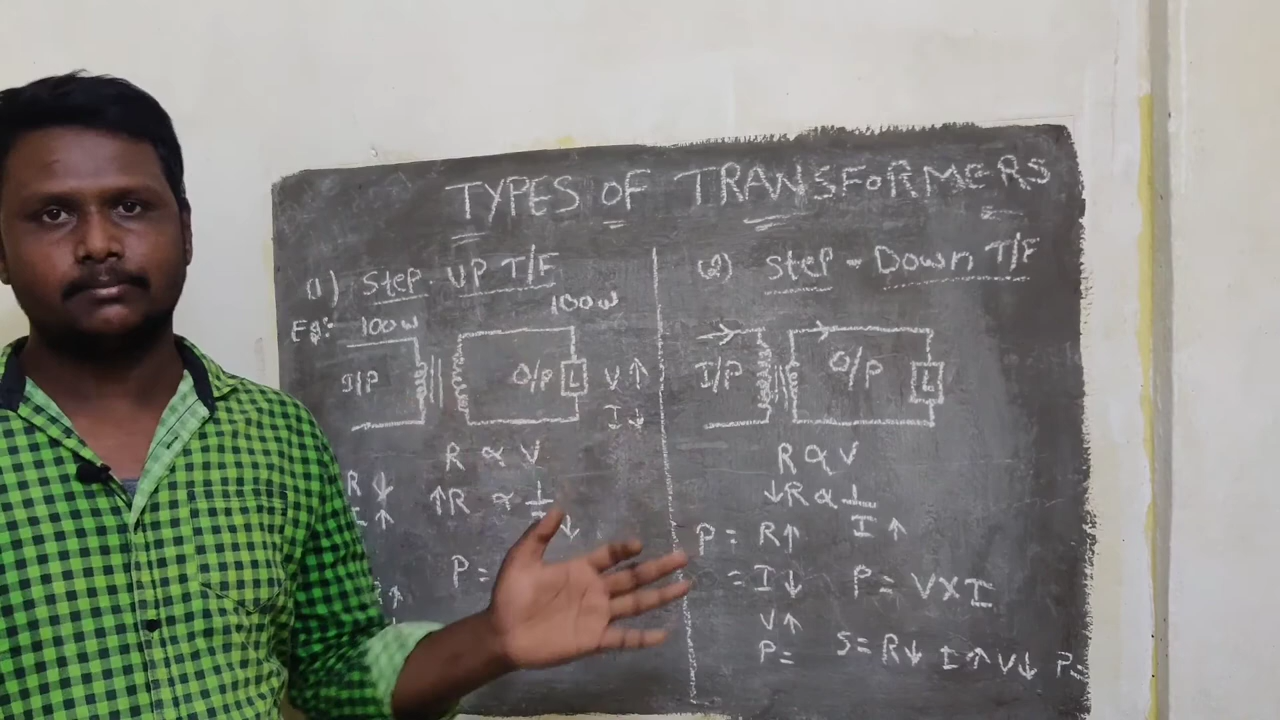 TYPES OF TRANSFORMERS
(1) Step-UP T/F
100W
Eg:- 100W
I/P
O/P L V↑
I↓
R ∝ V
R ↓ ↑R ∝ 1/I ↓
I ↑
P=
↑
(2) Step-Down T/F
I/P O/P L
R ∝ V
↓R ∝ 1/I ↑
P = R↑
= I↓ P = V×I
V↑
P= S=R↓ I↑V↓ P=